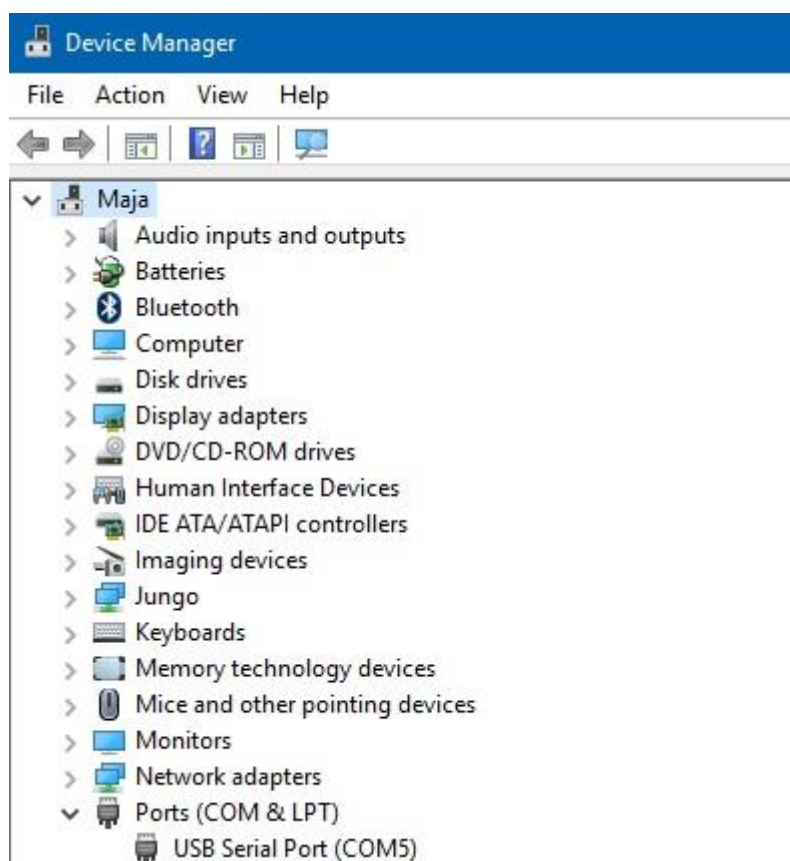 Device Manager
File Action View Help
Maja
Audio inputs and outputs
Batteries
Bluetooth
Computer
Disk drives
Display adapters
DVD/CD-ROM drives
Human Interface Devices
IDE ATA/ATAPI controllers
Imaging devices
Jungo
Keyboards
Memory technology devices
Mice and other pointing devices
Monitors
Network adapters
Ports (COM & LPT)
USB Serial Port (COM5)